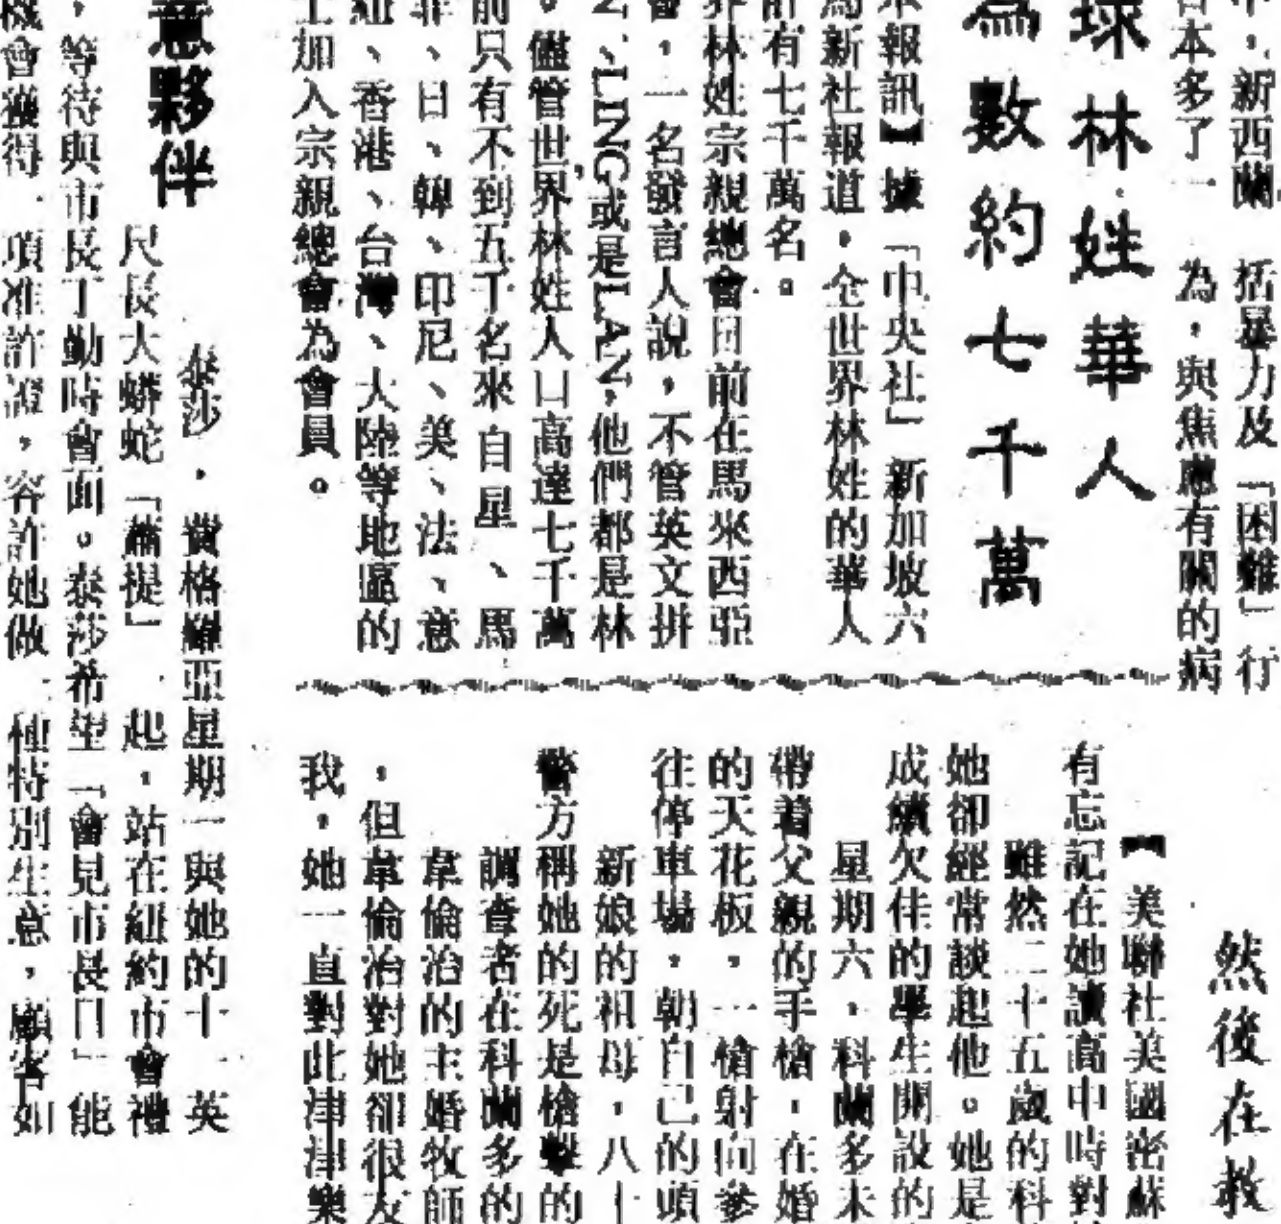 中，新西蘭　括暴力及「困難」行
日本多了一　為，與焦慮有關的病
球林姓華人
為數約七千萬
本報訊】據「中央社」新加坡六
馬新社報道，全世界林姓的華人
計有七千萬名。
界林姓宗親總會目前在馬來西亞
會，一名發言人說，不管英文拼
N、LING或是LAN，他們都是林
。儘管世界林姓人口高達七千萬
前只有不到五千名來自星、馬
菲、日、韓、印尼、美、法、意
紐、香港、台灣、大陸等地區的
士加入宗親總會為會員。
然後在教
【美聯社美國密蘇
有忘記在她讀高中時對
雖然二十五歲的科
她卻經常談起他。她是
成績欠佳的學生開設的
星期六，科蘭多末
帶着父親的手槍，在婚
的天花板，一槍射向參
往停車場，朝自己的頭
新娘的祖母，八十
警方稱她的死是槍擊的
調查者在科蘭多的
韋倫治的主婚牧師
，但韋倫治對她卻很友
我，她一直對此津津樂
意夥伴
泰莎．費格羅亞星期一與她的十一英
尺長大蟒蛇「蕭提」一起，站在紐約市會禮
，等待與市長丁勤時會面。泰莎希望「會見市長日」能
機會獲得一項准許證，容許她做一種特別生意，顧客如